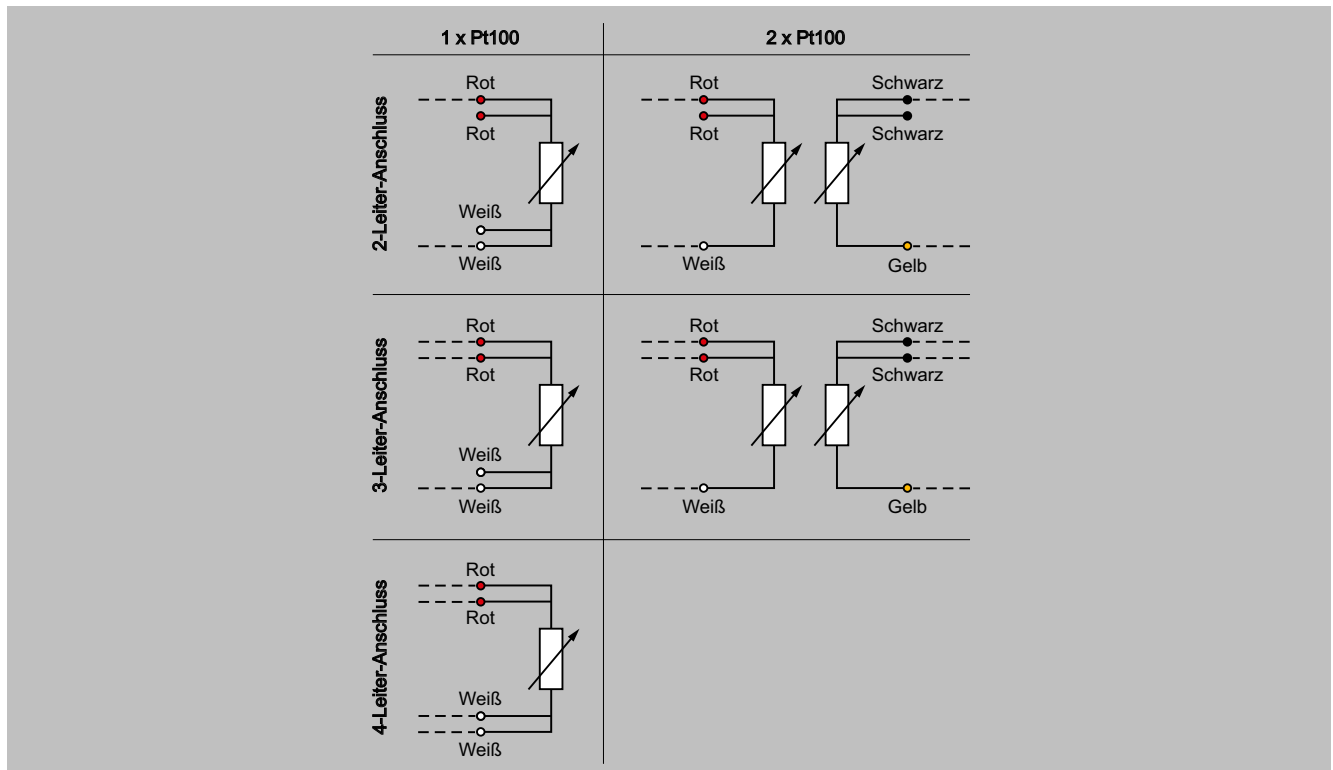 1 x Pt100
2 x Pt100
2-Leiter-Anschluss
Rot
Rot
Weiß
Weiß
Rot
Rot
Weiß
Schwarz
Schwarz
Gelb
3-Leiter-Anschluss
Rot
Rot
Weiß
Weiß
Rot
Rot
Weiß
Schwarz
Schwarz
Gelb
4-Leiter-Anschluss
Rot
Rot
Weiß
Weiß